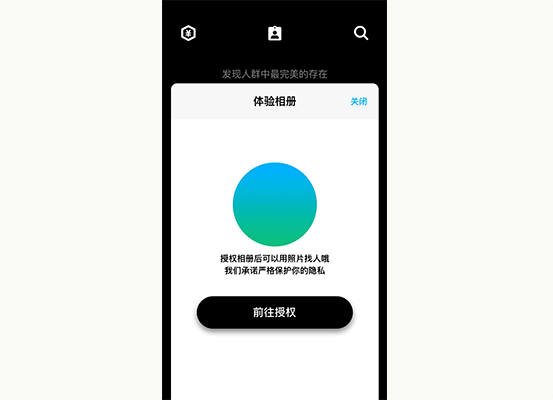 ¥
发现人群中最完美的存在
体验相册
关闭
授权相册后可以用照片找人哦
我们承诺严格保护你的隐私
前往授权